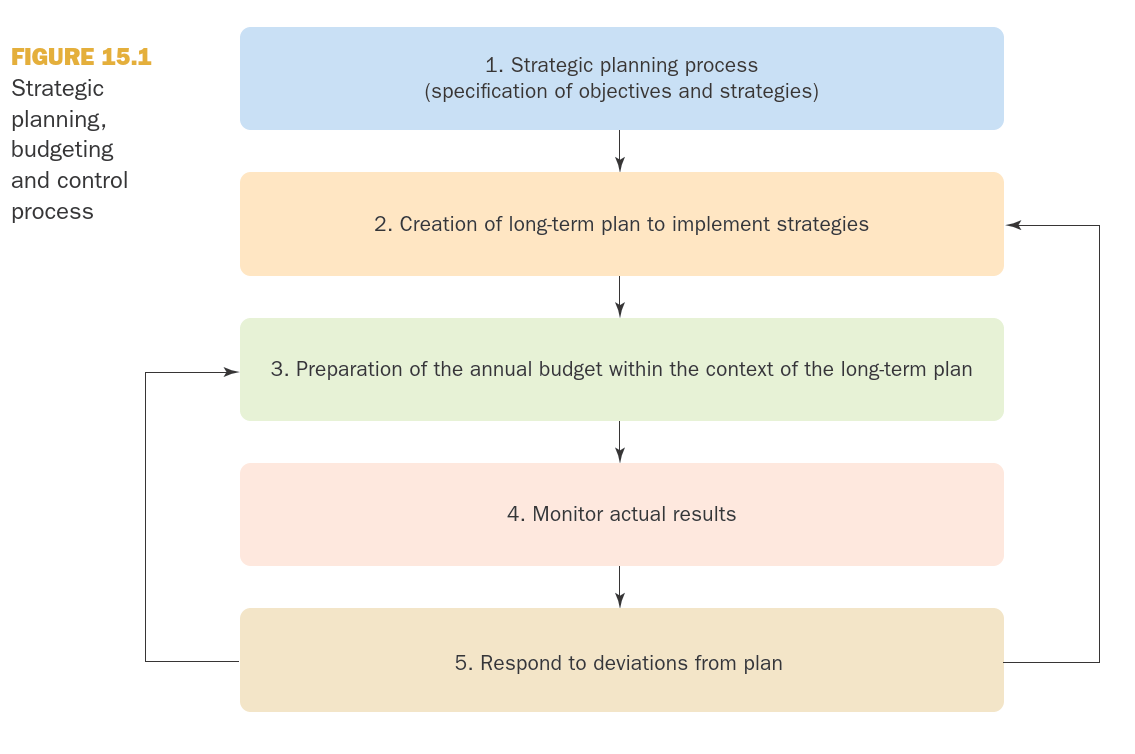 FIGURE 15.1
Strategic
planning,
budgeting
and control
process
1. Strategic planning process
(specification of objectives and strategies)
2. Creation of long-term plan to implement strategies
3. Preparation of the annual budget within the context of the long-term plan
4. Monitor actual results
5. Respond to deviations from plan